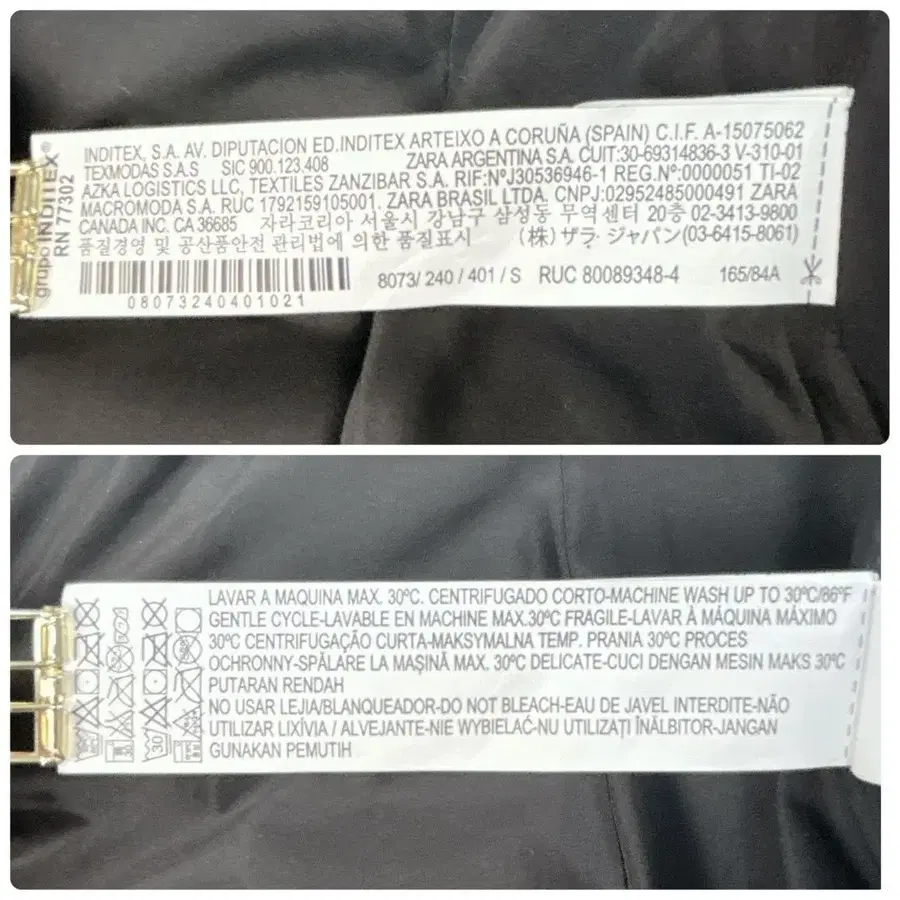 grupo INDITEX®
RN 77302
INDITEX, S.A. AV. DIPUTACION ED.INDITEX ARTEIXO A CORUÑA (SPAIN) C.I.F. A-15075062
TEXMODAS S.A.S SIC 900.123.408 ZARA ARGENTINA S.A. CUIT:30-69314836-3 V-310-01
AZKA LOGISTICS LLC, TEXTILES ZANZIBAR S.A. RIF:NºJ30536946-1 REG.Nº:0000051 TI-02
MACROMODA S.A. RUC 1792159105001. ZARA BRASIL LTDA. CNPJ:02952485000491 ZARA
CANADA INC. CA 36685 자라코리아 서울시 강남구 삼성동 무역센터 20층 02-3413-9800
품질경영 및 공산품안전 관리법에 의한 품질표시 (株)ザラ・ジャパン(03-6415-8061)
8073/ 240 / 401 / S RUC 80089348-4 165/84A
08073240401021
LAVAR A MAQUINA MAX. 30ºC. CENTRIFUGADO CORTO-MACHINE WASH UP TO 30ºC/86ºF
GENTLE CYCLE-LAVABLE EN MACHINE MAX.30ºC FRAGILE-LAVAR À MÁQUINA MÁXIMO
30ºC CENTRIFUGAÇÃO CURTA-MAKSYMALNA TEMP. PRANIA 30ºC PROCES
OCHRONNY-SPĂLARE LA MAŞINĂ MAX. 30ºC DELICATE-CUCI DENGAN MESIN MAKS 30ºC
PUTARAN RENDAH
NO USAR LEJIA/BLANQUEADOR-DO NOT BLEACH-EAU DE JAVEL INTERDITE-NÃO
UTILIZAR LIXÍVIA / ALVEJANTE-NIE WYBIELAĆ-NU UTILIZAŢI ÎNĂLBITOR-JANGAN
GUNAKAN PEMUTIH
30